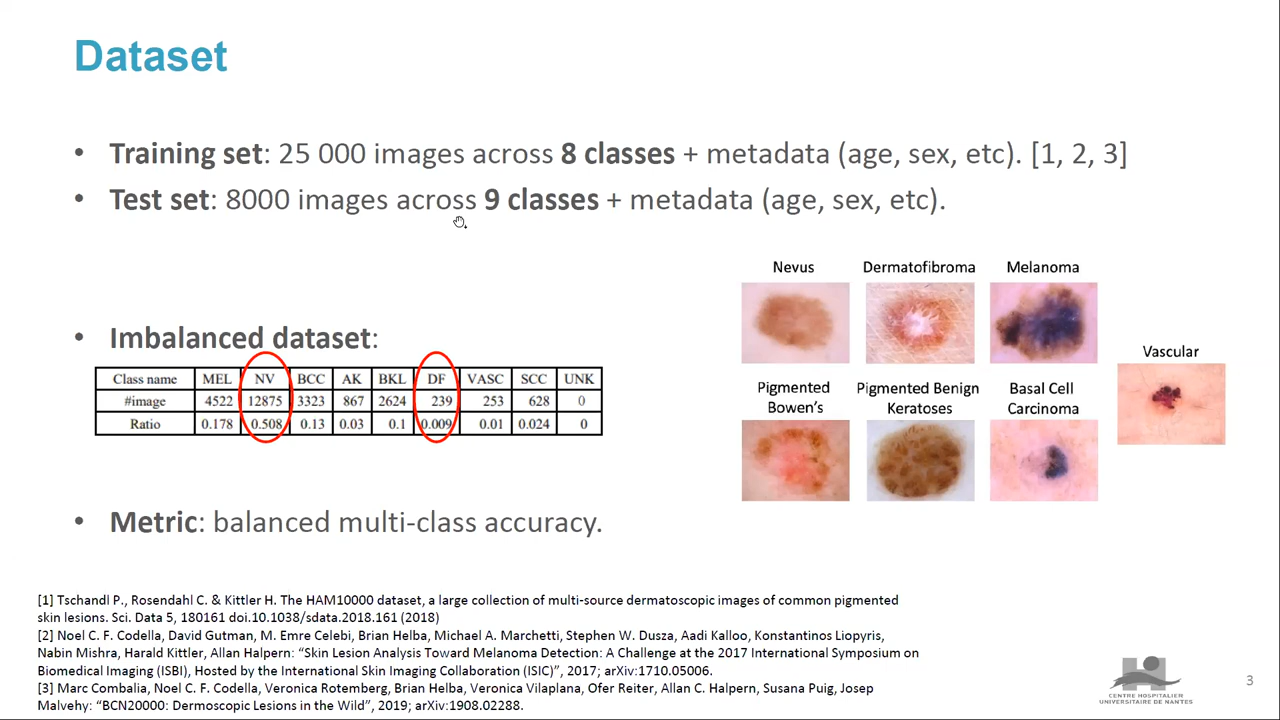 Dataset
• Training set: 25 000 images across 8 classes + metadata (age, sex, etc). [1, 2, 3]
• Test set: 8000 images across 9 classes + metadata (age, sex, etc).
Nevus Dermatofibroma Melanoma
Vascular
Pigmented Bowen's Pigmented Benign Keratoses Basal Cell Carcinoma
• Imbalanced dataset:
Class name MEL NV BCC AK BKL DF VASC SCC UNK
#image 4522 12875 3323 867 2624 239 253 628 0
Ratio 0.178 0.508 0.13 0.03 0.1 0.009 0.01 0.024 0
• Metric: balanced multi-class accuracy.
[1] Tschandl P., Rosendahl C. & Kittler H. The HAM10000 dataset, a large collection of multi-source dermatoscopic images of common pigmented
skin lesions. Sci. Data 5, 180161 doi.10.1038/sdata.2018.161 (2018)
[2] Noel C. F. Codella, David Gutman, M. Emre Celebi, Brian Helba, Michael A. Marchetti, Stephen W. Dusza, Aadi Kalloo, Konstantinos Liopyris,
Nabin Mishra, Harald Kittler, Allan Halpern: "Skin Lesion Analysis Toward Melanoma Detection: A Challenge at the 2017 International Symposium on
Biomedical Imaging (ISBI), Hosted by the International Skin Imaging Collaboration (ISIC)", 2017; arXiv:1710.05006.
[3] Marc Combalia, Noel C. F. Codella, Veronica Rotemberg, Brian Helba, Veronica Vilaplana, Ofer Reiter, Allan C. Halpern, Susana Puig, Josep
Malvehy: "BCN20000: Dermoscopic Lesions in the Wild", 2019; arXiv:1908.02288.
CENTRE HOSPITALIER
UNIVERSITAIRE DE NANTES
3